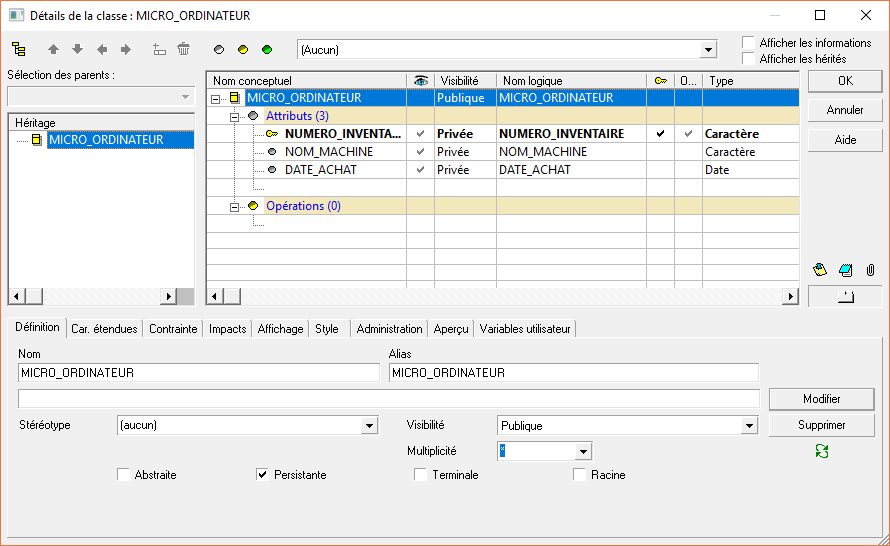 Détails de la classe : MICRO_ORDINATEUR
(Aucun)
Afficher les informations
Afficher les hérités
Sélection des parents :
Héritage
MICRO_ORDINATEUR
Nom conceptuel Visibilité Nom logique O... Type
MICRO_ORDINATEUR Publique MICRO_ORDINATEUR
Attributs (3)
NUMERO_INVENTA... Privée NUMERO_INVENTAIRE Caractère
NOM_MACHINE Privée NOM_MACHINE Caractère
DATE_ACHAT Privée DATE_ACHAT Date
Opérations (0)
OK
Annuler
Aide
Définition Car. étendues Contrainte Impacts Affichage Style Administration Aperçu Variables utilisateur
Nom Alias
MICRO_ORDINATEUR MICRO_ORDINATEUR
Modifier
Stéréotype (aucun) Visibilité Publique Supprimer
Multiplicité *
Abstraite Persistante Terminale Racine